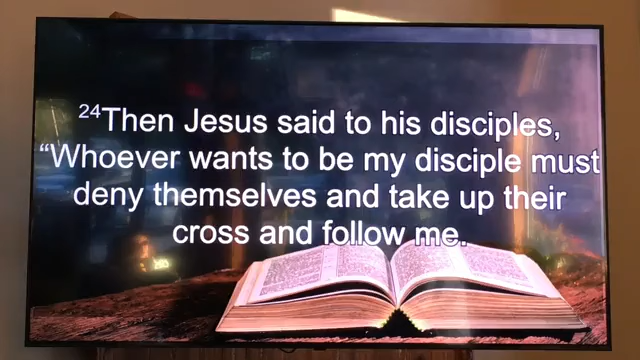 24Then Jesus said to his disciples,
“Whoever wants to be my disciple must
deny themselves and take up their
cross and follow me.